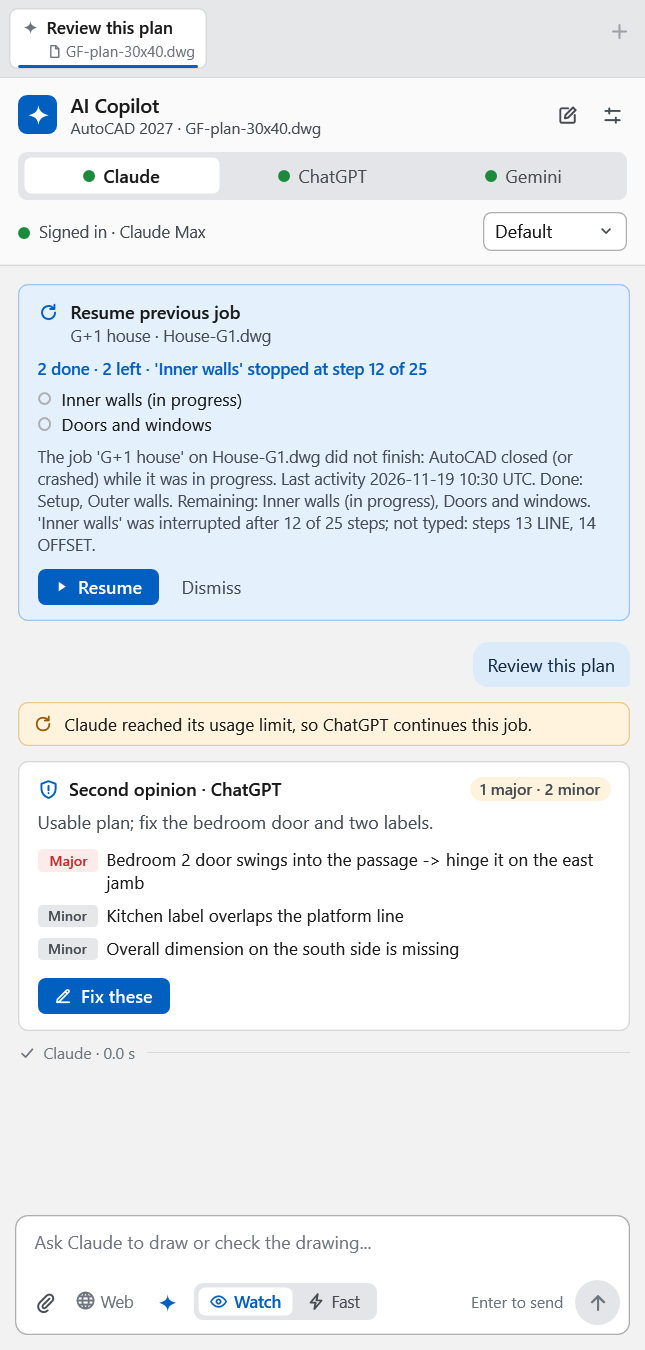 Review this plan
GF-plan-30x40.dwg
AI Copilot
AutoCAD 2027 · GF-plan-30x40.dwg
Claude
ChatGPT
Gemini
Signed in · Claude Max
Default
Resume previous job
G+1 house · House-G1.dwg
2 done · 2 left · 'Inner walls' stopped at step 12 of 25
Inner walls (in progress)
Doors and windows
The job 'G+1 house' on House-G1.dwg did not finish: AutoCAD closed (or
crashed) while it was in progress. Last activity 2026-11-19 10:30 UTC. Done:
Setup, Outer walls. Remaining: Inner walls (in progress), Doors and windows.
'Inner walls' was interrupted after 12 of 25 steps; not typed: steps 13 LINE, 14
OFFSET.
Resume
Dismiss
Review this plan
Claude reached its usage limit, so ChatGPT continues this job.
Second opinion · ChatGPT
1 major · 2 minor
Usable plan; fix the bedroom door and two labels.
Major
Bedroom 2 door swings into the passage -> hinge it on the east
jamb
Minor
Kitchen label overlaps the platform line
Minor
Overall dimension on the south side is missing
Fix these
Claude · 0.0 s
Ask Claude to draw or check the drawing...
Web
Watch
Fast
Enter to send